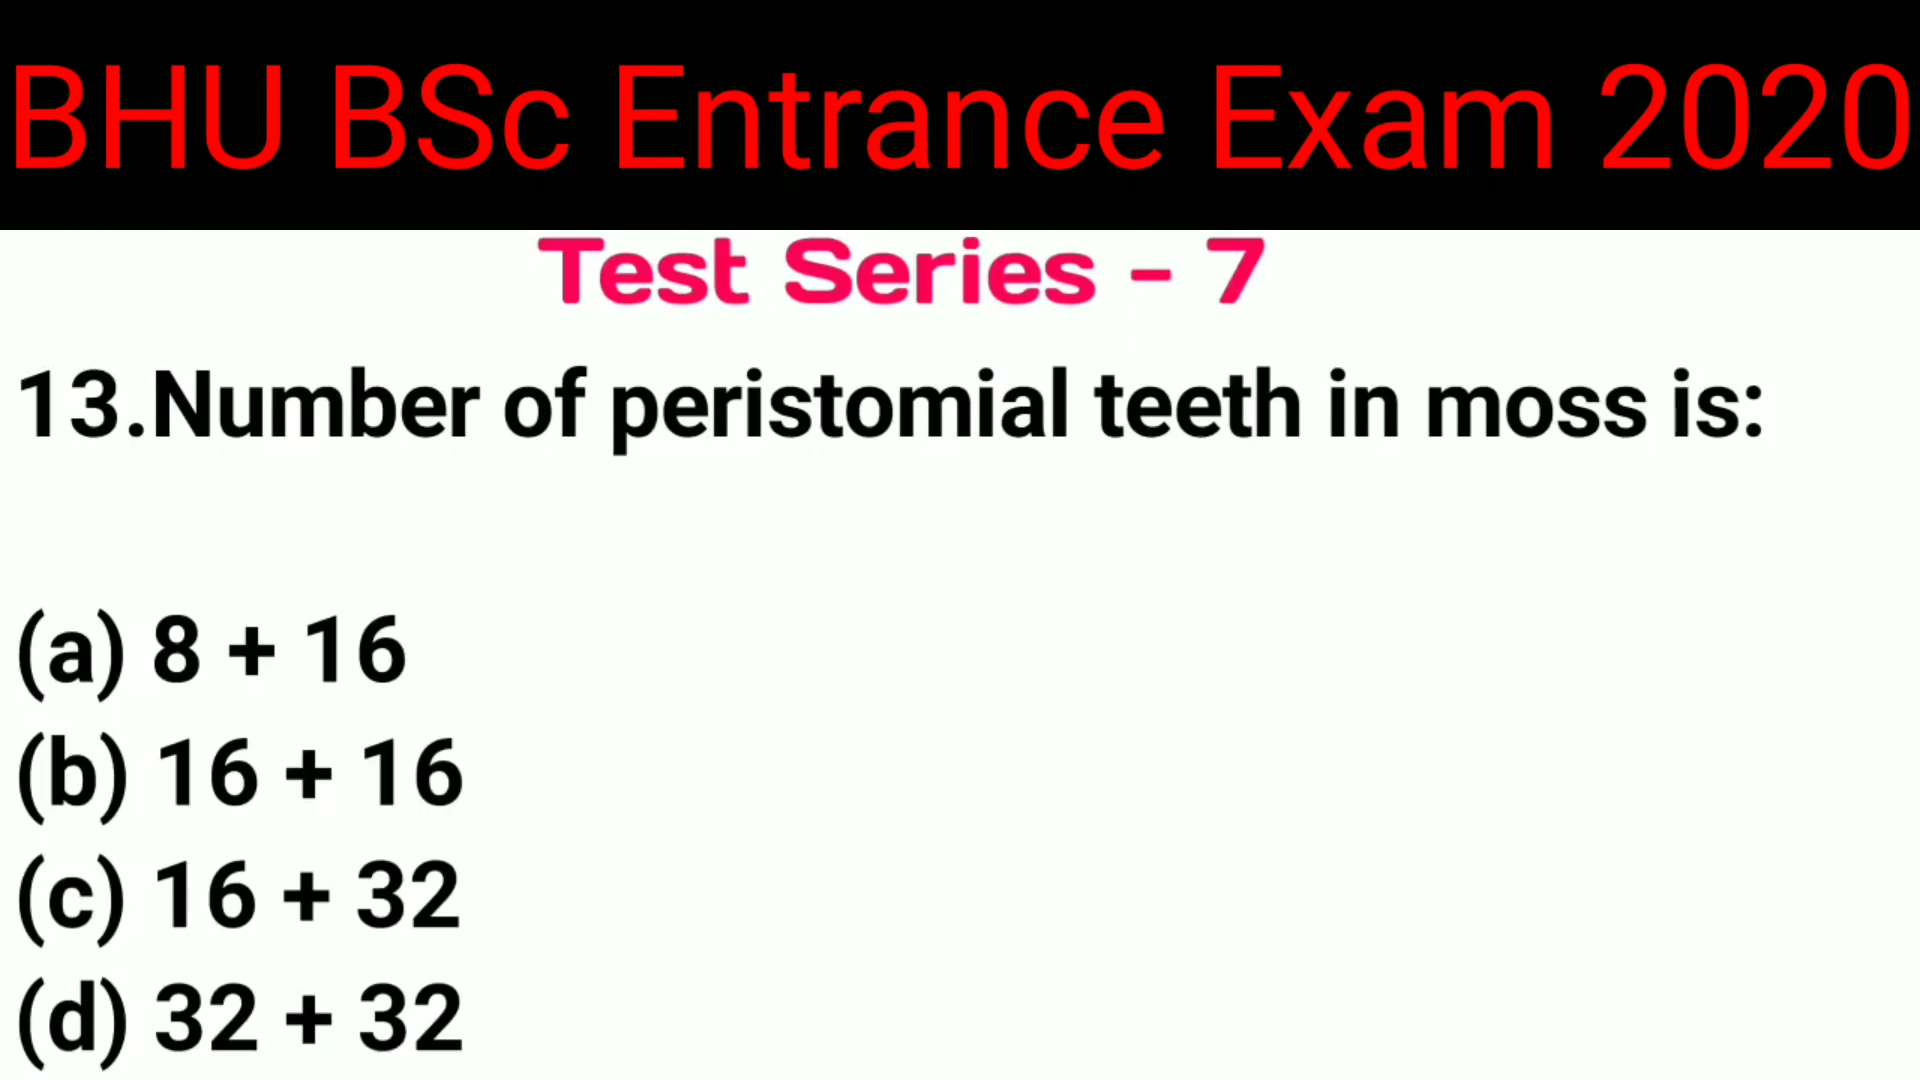 BHU BSc Entrance Exam 2020
Test Series - 7
13.Number of peristomial teeth in moss is:
(a) 8 + 16
(b) 16 + 16
(c) 16 + 32
(d) 32 + 32